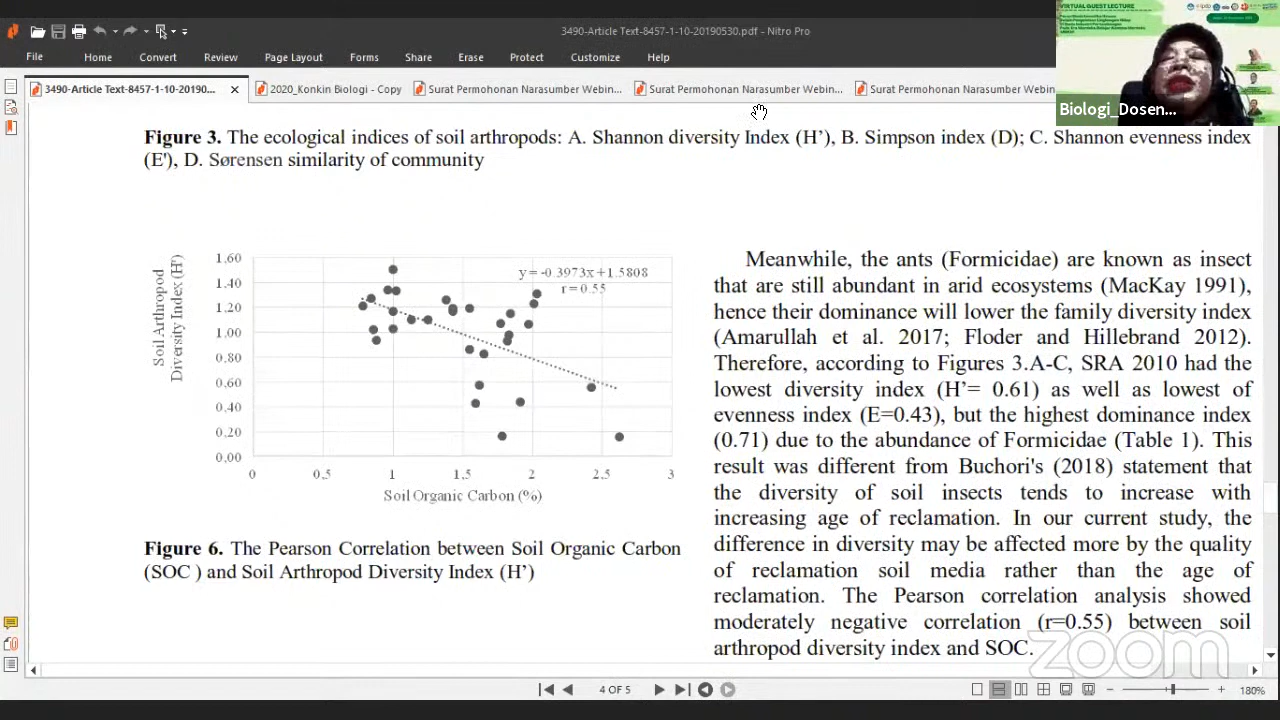 3490-Article Text-8457-1-10-20190530.pdf - Nitro Pro
VIRTUAL GUEST LECTURE
File Home Convert Review Page Layout Forms Share Erase Protect Customize Help
3490-Article Text-8457-1-10-20190... × 2020_Konkin Biologi - Copy Surat Permohonan Narasumber Webin... Surat Permohonan Narasumber Webin... Surat Permohonan Narasumber Webin
Biologi_Dosen...
Figure 3. The ecological indices of soil arthropods: A. Shannon diversity Index (H’), B. Simpson index (D); C. Shannon evenness index
(E'), D. Sørensen similarity of community
Soil Arthropod
Diversity Index (H')
1,60
1,40
1,20
1,00
0,80
0,60
0,40
0,20
0,00
y = -0.3973x + 1.5808
r = 0.55
0 0,5 1 1,5 2 2,5 3
Soil Organic Carbon (%)
Figure 6. The Pearson Correlation between Soil Organic Carbon
(SOC ) and Soil Arthropod Diversity Index (H’)
Meanwhile, the ants (Formicidae) are known as insect
that are still abundant in arid ecosystems (MacKay 1991),
hence their dominance will lower the family diversity index
(Amarullah et al. 2017; Floder and Hillebrand 2012).
Therefore, according to Figures 3.A-C, SRA 2010 had the
lowest diversity index (H’= 0.61) as well as lowest of
evenness index (E=0.43), but the highest dominance index
(0.71) due to the abundance of Formicidae (Table 1). This
result was different from Buchori's (2018) statement that
the diversity of soil insects tends to increase with
increasing age of reclamation. In our current study, the
difference in diversity may be affected more by the quality
of reclamation soil media rather than the age of
reclamation. The Pearson correlation analysis showed
moderately negative correlation (r=0.55) between soil
arthropod diversity index and SOC.
zoom
4 OF 5
180%